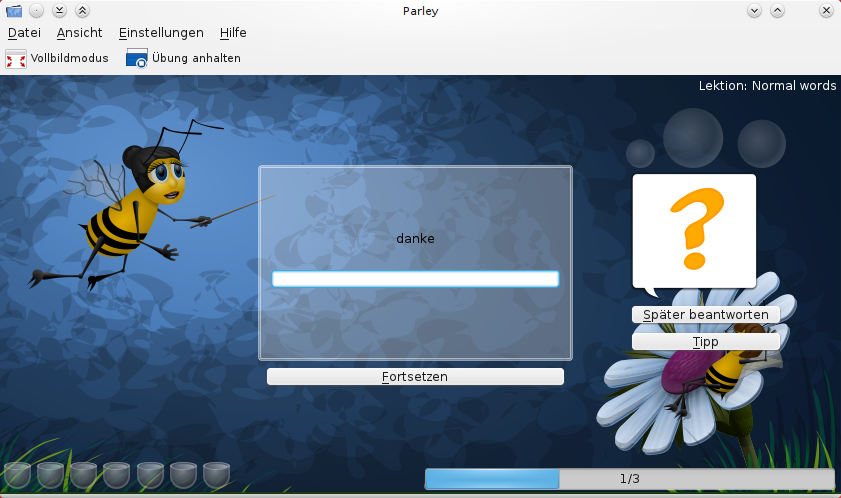 Parley
Datei Ansicht Einstellungen Hilfe
Vollbildmodus Übung anhalten
Lektion: Normal words
danke
?
Später beantworten
Tipp
Fortsetzen
1/3